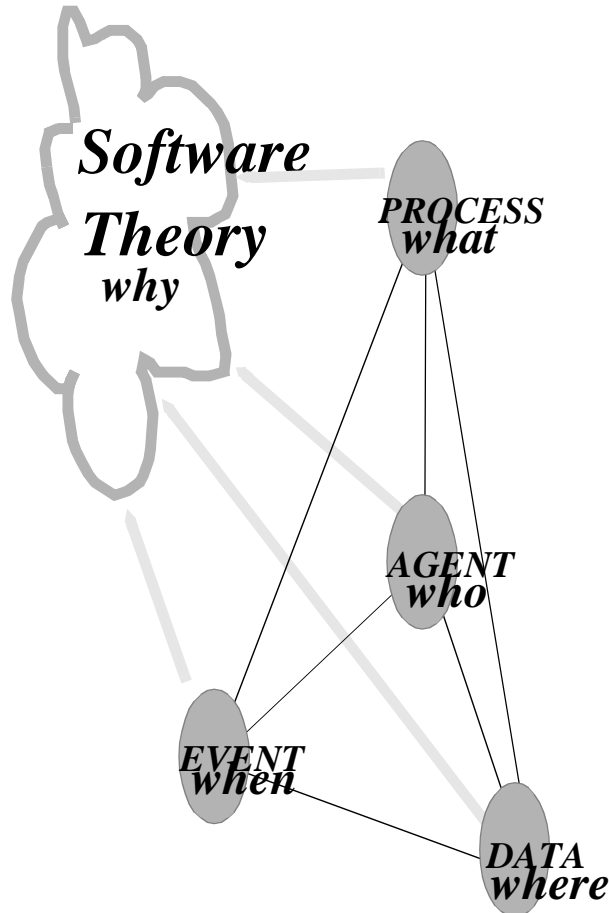 Software
Theory
why
PROCESS
what
AGENT
who
EVENT
when
DATA
where